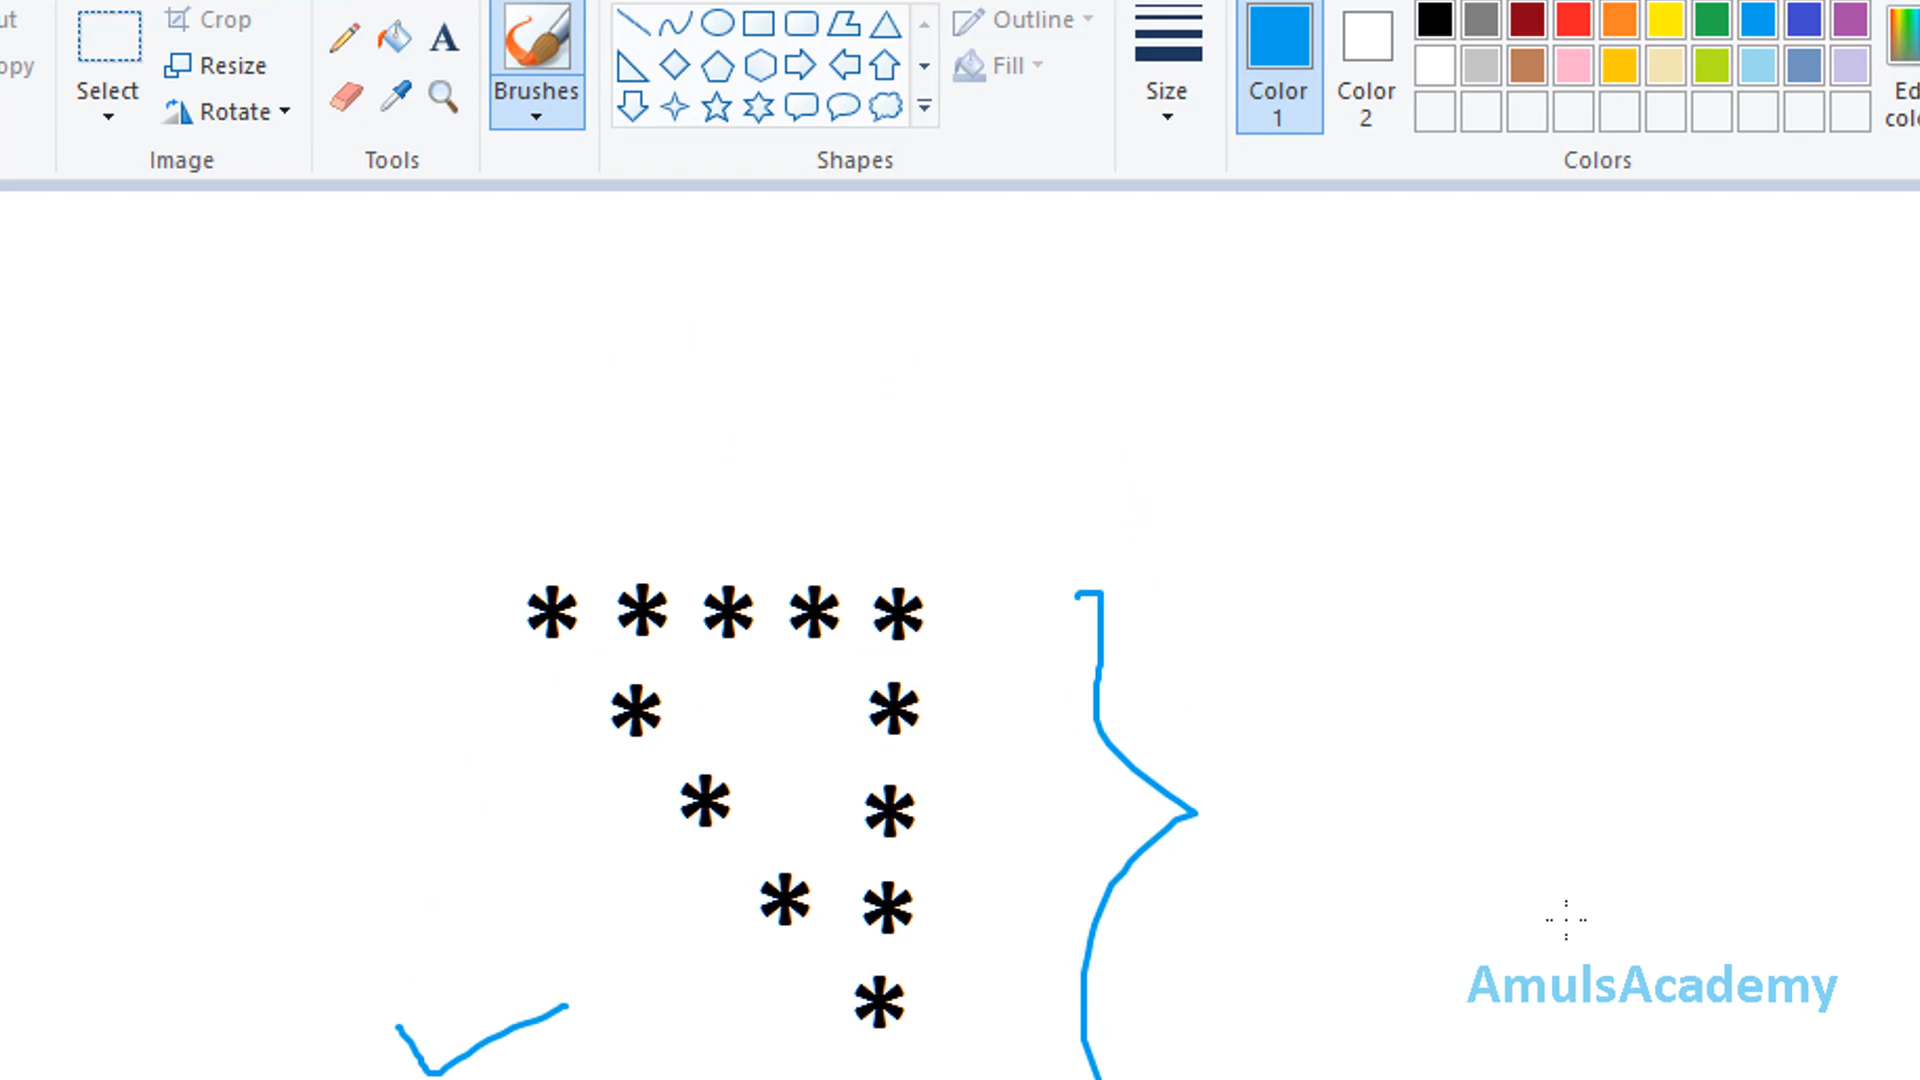 ut
Crop
Outline
opy
Resize
Fill
Select
Rotate
Brushes
Size
Color
1
Color
2
Ed
colo
Image
Tools
Shapes
Colors
* * * * *
* *
* *
* *
*
AmulsAcademy